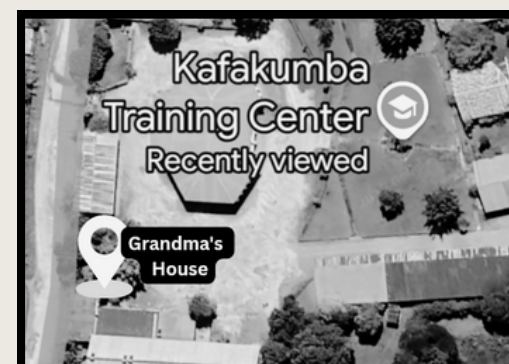 Kafakumba
Training Center
Recently viewed
Grandma's
House